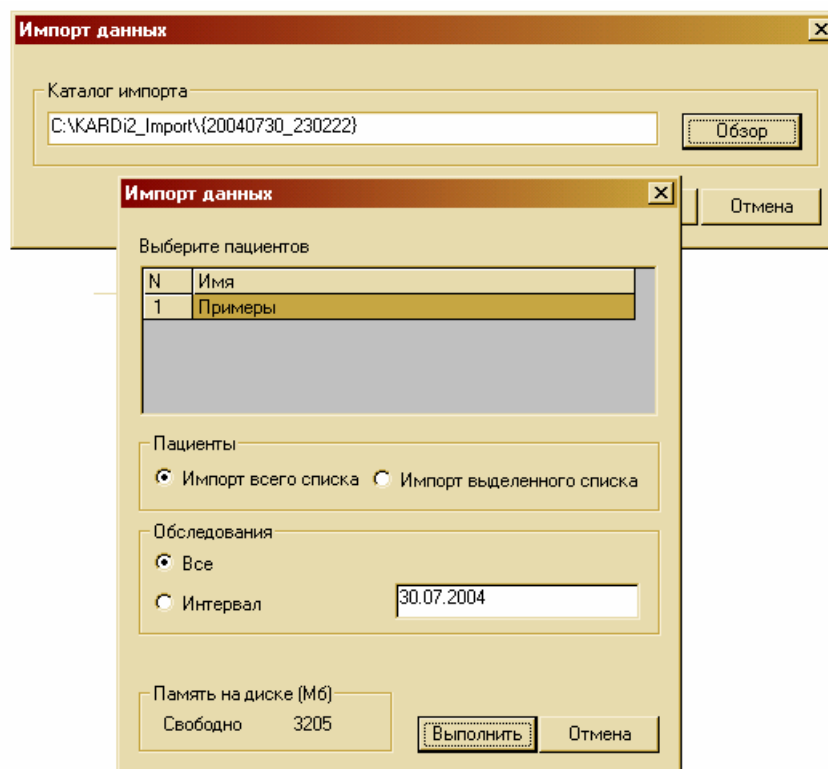 Импорт данных
Каталог импорта
C:\KARDi2_Import\{20040730_230222}
Обзор
Отмена
Импорт данных
Выберите пациентов
N Имя
1 Примеры
Пациенты
Импорт всего списка Импорт выделенного списка
Обследования
Все
Интервал 30.07.2004
Память на диске (Мб)
Свободно 3205
Выполнить Отмена